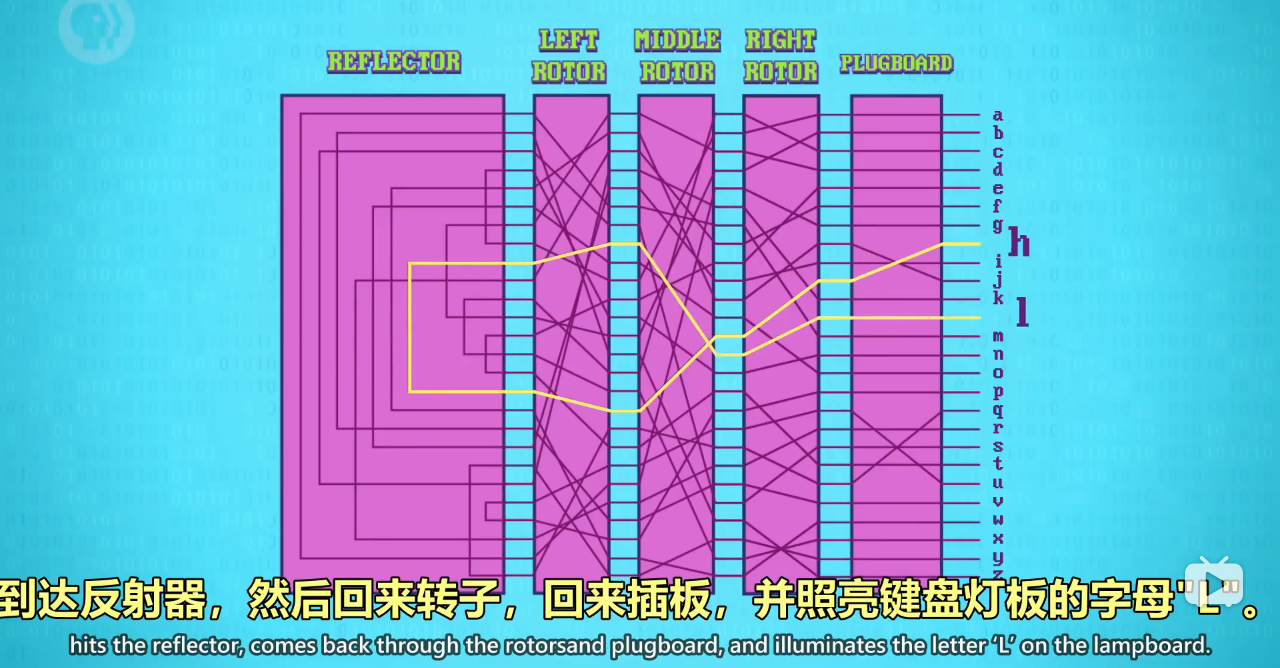 REFLECTOR
LEFT
ROTOR
MIDDLE
ROTOR
RIGHT
ROTOR
PLUGBOARD
a
b
c
d
e
f
g
h
i
j
k
l
m
n
o
p
q
r
s
t
u
v
w
x
y
z
到达反射器，然后回来转子，回来插板，并照亮键盘灯板的字母"L"。
hits the reflector, comes back through the rotorsand plugboard, and illuminates the letter ‘L’ on the lampboard.